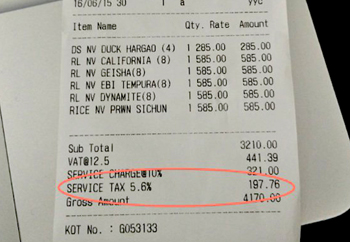 16/06/15 30 1 a yyc
Item Name Qty. Rate Amount
DS NV DUCK HARGAO (4) 1 285.00 285.00
RL NV CALIFORNIA (8) 1 585.00 585.00
RL NV GEISHA(8) 1 585.00 585.00
RL NV EBI TEMPURA(8) 1 585.00 585.00
RL NV DYNAMITE(8) 1 585.00 585.00
RICE NV PRWN SICHUN 1 585.00 585.00
Sub Total 3210.00
VAT@12.5 441.39
SERVICE CHARGE@10% 321.00
SERVICE TAX 5.6% 197.76
Gross Amount 4170.00
KOT No. : G053133